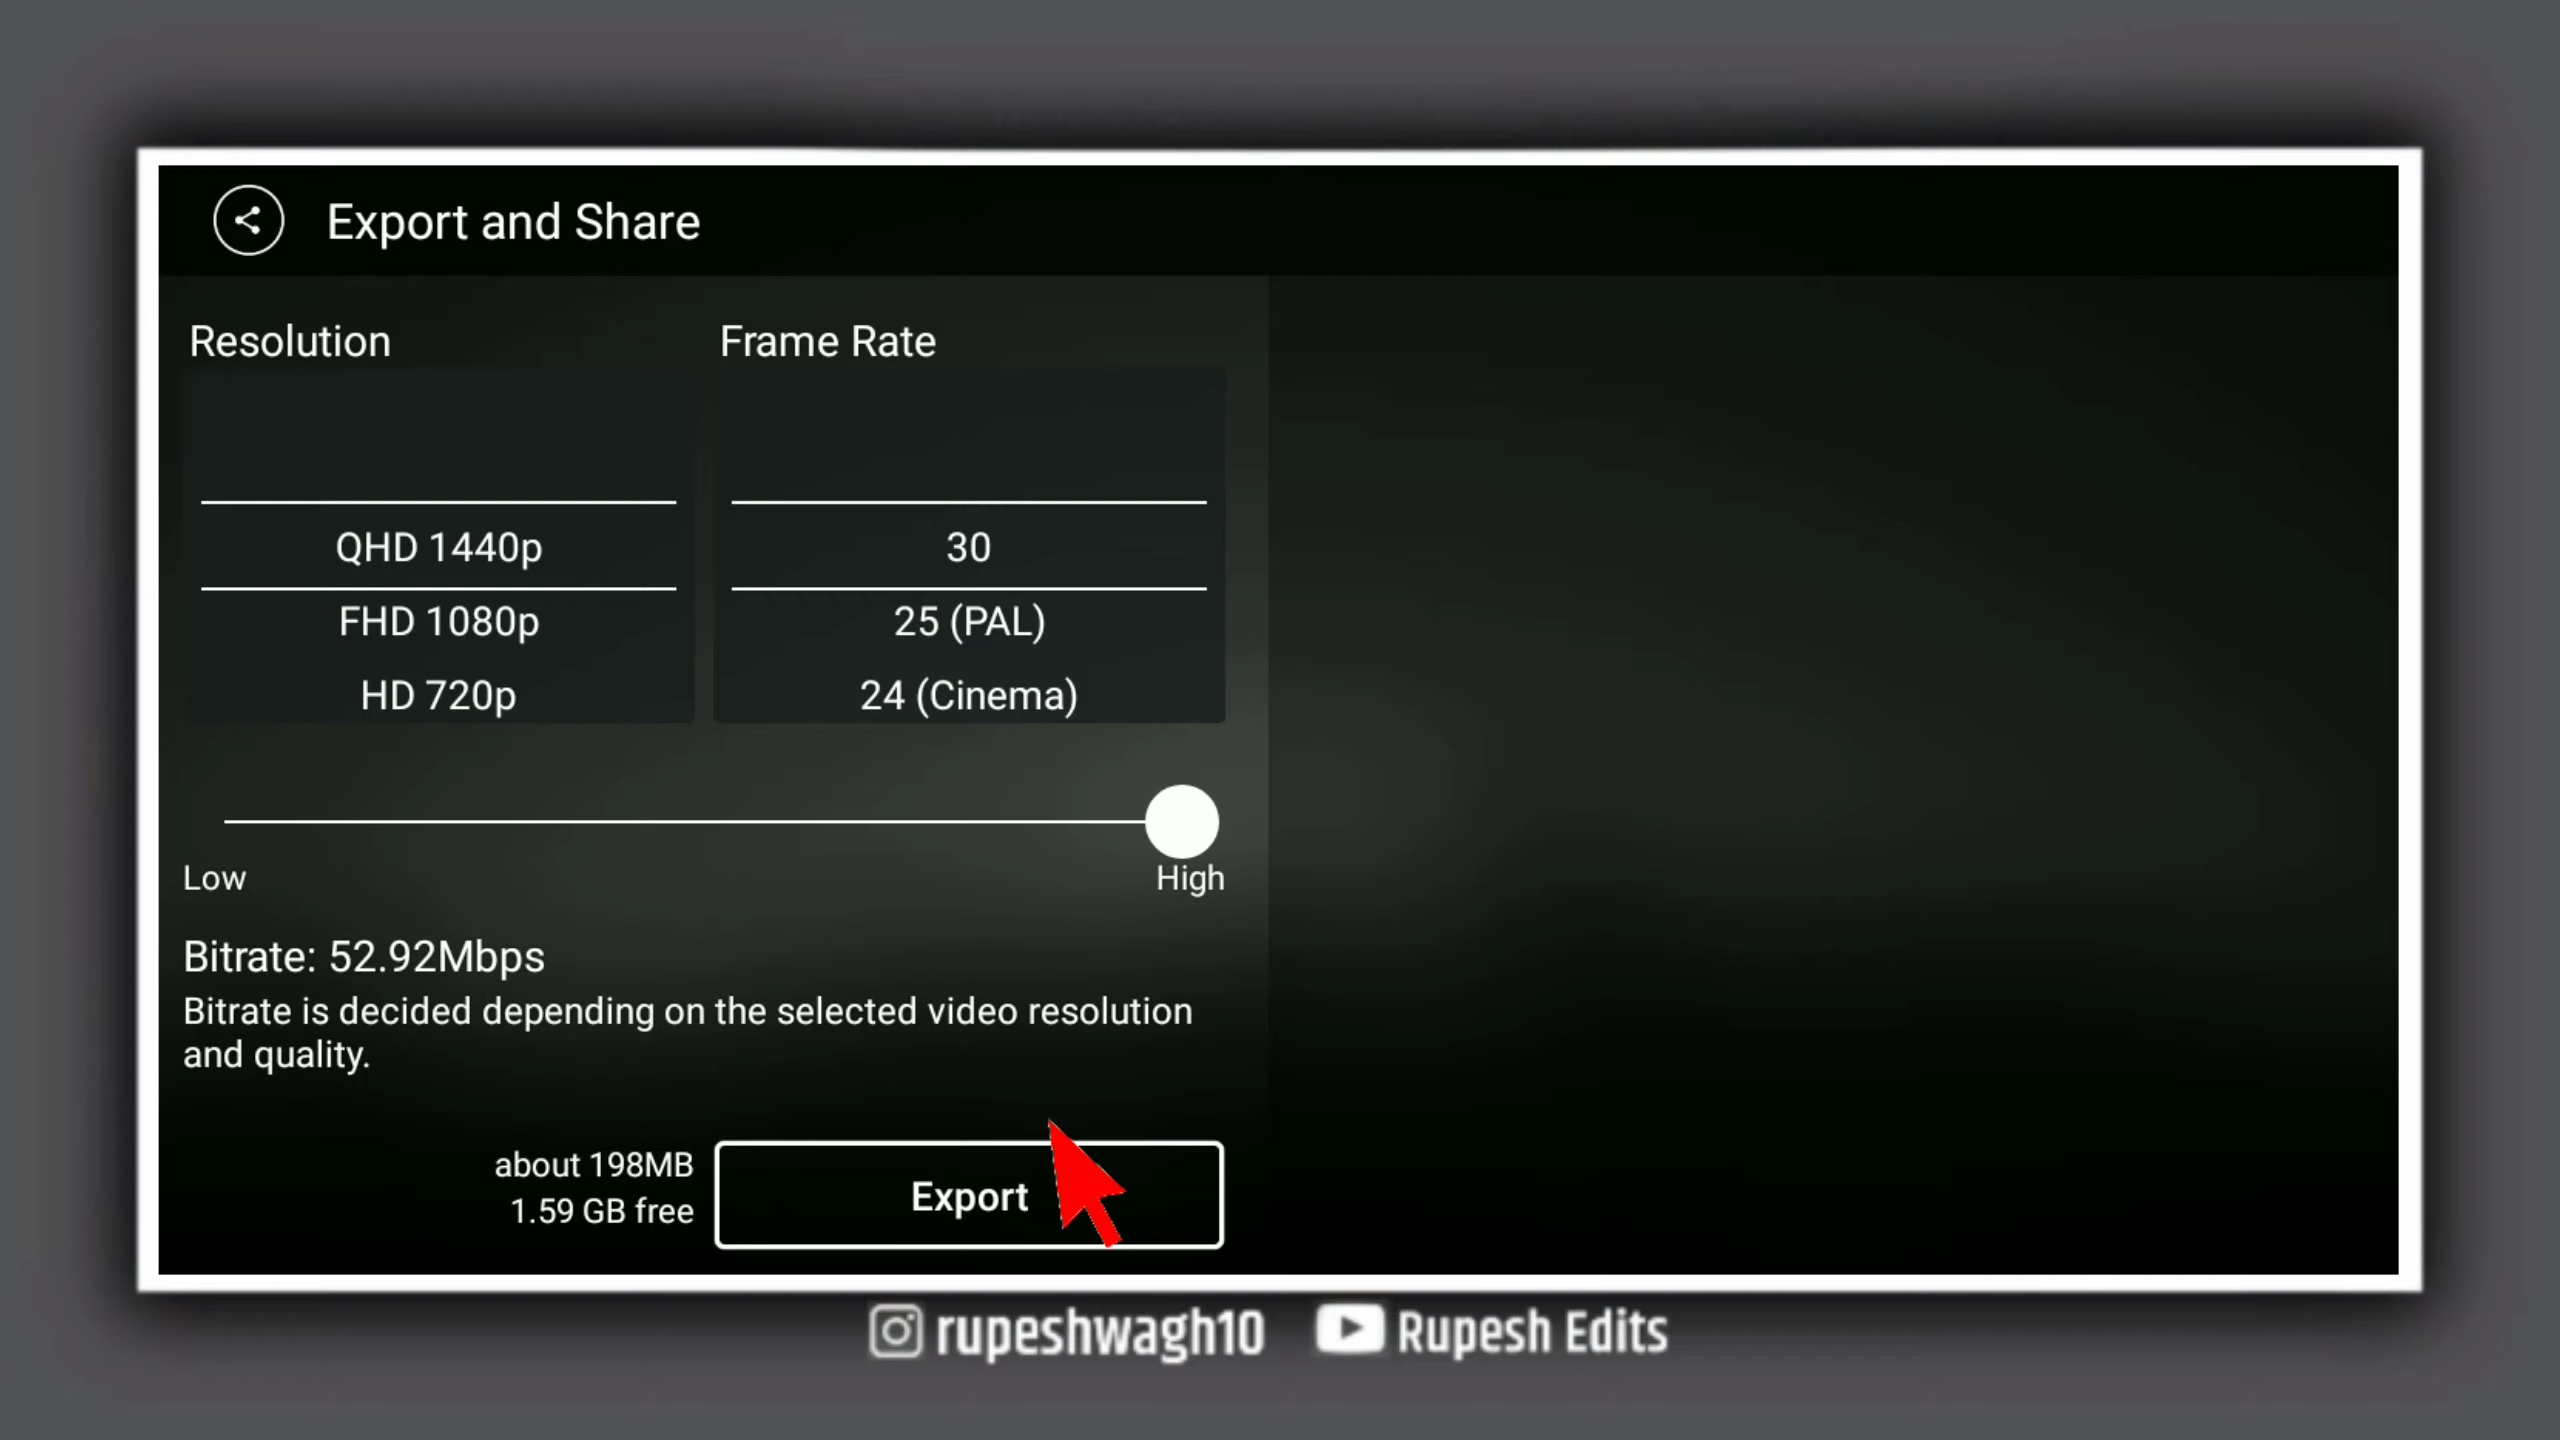 Export and Share
Resolution
Frame Rate
QHD 1440p
30
FHD 1080p
25 (PAL)
HD 720p
24 (Cinema)
Low
High
Bitrate: 52.92Mbps
Bitrate is decided depending on the selected video resolution
and quality.
about 198MB
1.59 GB free
Export
rupeshwagh10
Rupesh Edits